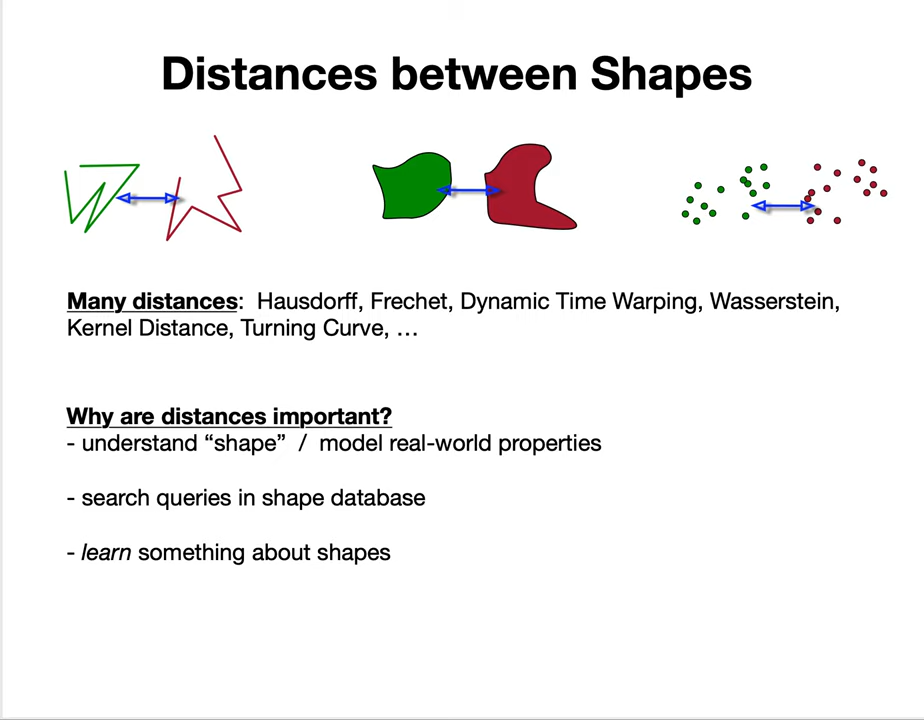 Distances between Shapes
Many distances:  Hausdorff, Frechet, Dynamic Time Warping, Wasserstein,
Kernel Distance, Turning Curve, …
Why are distances important?
- understand “shape”  /  model real-world properties
- search queries in shape database
- learn something about shapes